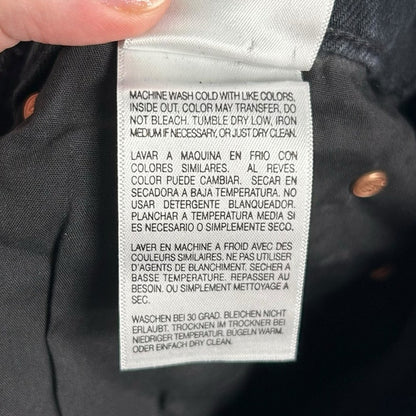 MACHINE WASH COLD WITH LIKE COLORS,
INSIDE OUT, COLOR MAY TRANSFER, DO
NOT BLEACH. TUMBLE DRY LOW, IRON
MEDIUM IF NECESSARY, OR JUST DRY CLEAN.
LAVAR A MAQUINA EN FRIO CON
COLORES SIMILARES. AL REVES.
COLOR PUEDE CAMBIAR. SECAR EN
SECADORA A BAJA TEMPERATURA. NO
USAR DETERGENTE BLANQUEADOR.
PLANCHAR A TEMPERATURA MEDIA SI
ES NECESARIO O SIMPLEMENTE SECO.
LAVER EN MACHINE A FROID AVEC DES
COULEURS SIMILAIRES. NE PAS UTILISER
D'AGENTS DE BLANCHIMENT. SECHER A
BASSE TEMPERATURE. REPASSER AU
BESOIN. OU SIMPLEMENT METTOYAGE A
SEC.
WASCHEN BEI 30 GRAD. BLEICHEN NICHT
ERLAUBT. TROCKNEN IM TROCKNER BEI
NIEDRIGER TEMPERATUR. BUGELN WARM.
ODER EINFACH DRY CLEAN.